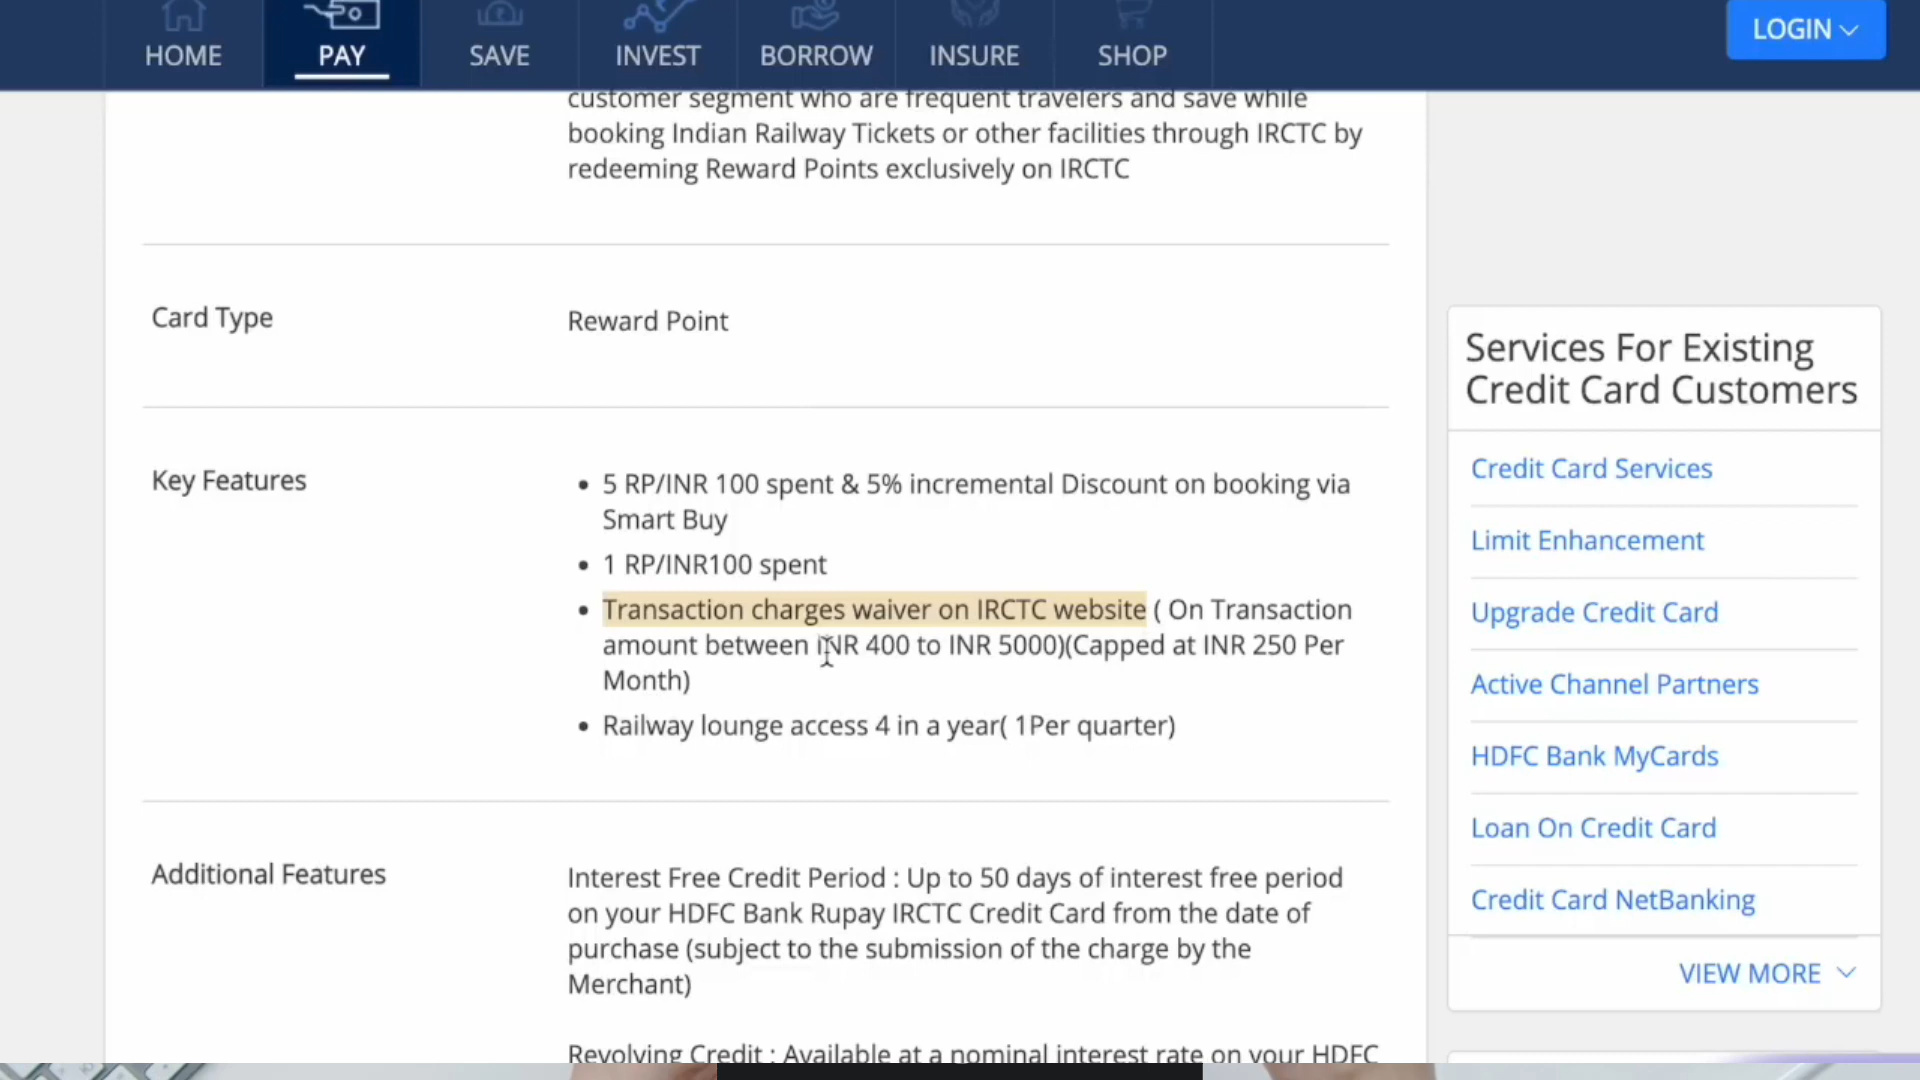 HOME
PAY
SAVE
INVEST
BORROW
INSURE
SHOP
LOGIN
customer segment who are frequent travelers and save while
booking Indian Railway Tickets or other facilities through IRCTC by
redeeming Reward Points exclusively on IRCTC
Card Type
Reward Point
Key Features
• 5 RP/INR 100 spent & 5% incremental Discount on booking via
Smart Buy
• 1 RP/INR100 spent
• Transaction charges waiver on IRCTC website ( On Transaction
amount between INR 400 to INR 5000)(Capped at INR 250 Per
Month)
• Railway lounge access 4 in a year( 1Per quarter)
Additional Features
Interest Free Credit Period : Up to 50 days of interest free period
on your HDFC Bank Rupay IRCTC Credit Card from the date of
purchase (subject to the submission of the charge by the
Merchant)
Revolving Credit : Available at a nominal interest rate on your HDFC
Services For Existing
Credit Card Customers
Credit Card Services
Limit Enhancement
Upgrade Credit Card
Active Channel Partners
HDFC Bank MyCards
Loan On Credit Card
Credit Card NetBanking
VIEW MORE